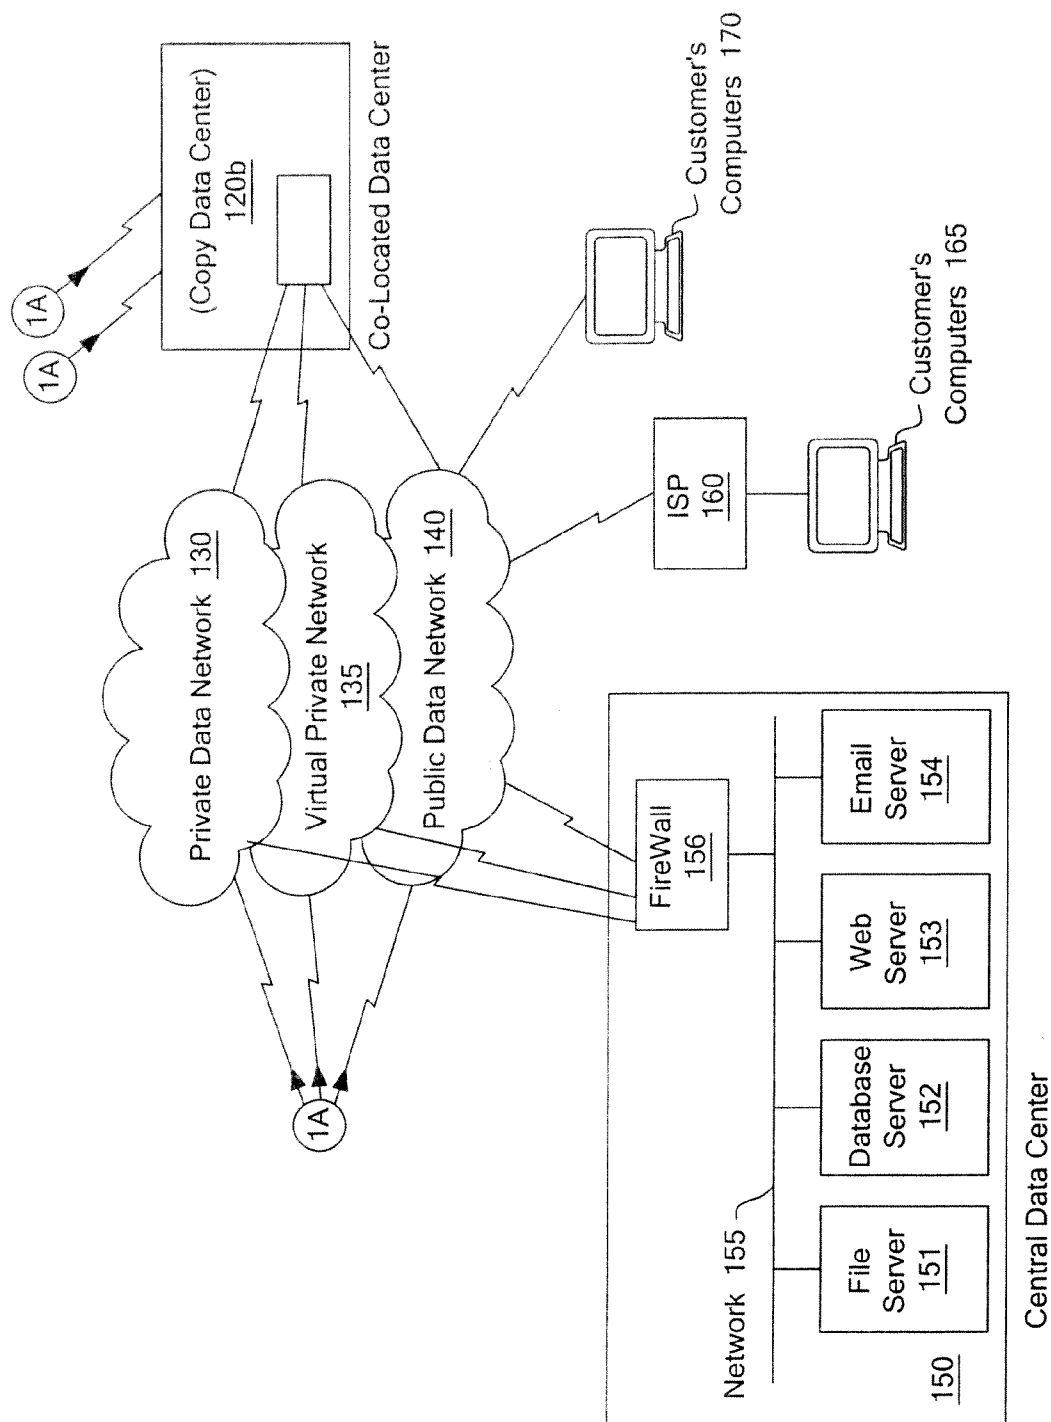 1A
1A
(Copy Data Center)
120b
Co-Located Data Center
Private Data Network 130
Virtual Private Network
135
Public Data Network 140
1A
Customer's
Computers 170
ISP
160
Customer's
Computers 165
FireWall
156
Network 155
File
Server
151
Database
Server
152
Web
Server
153
Email
Server
154
150
Central Data Center